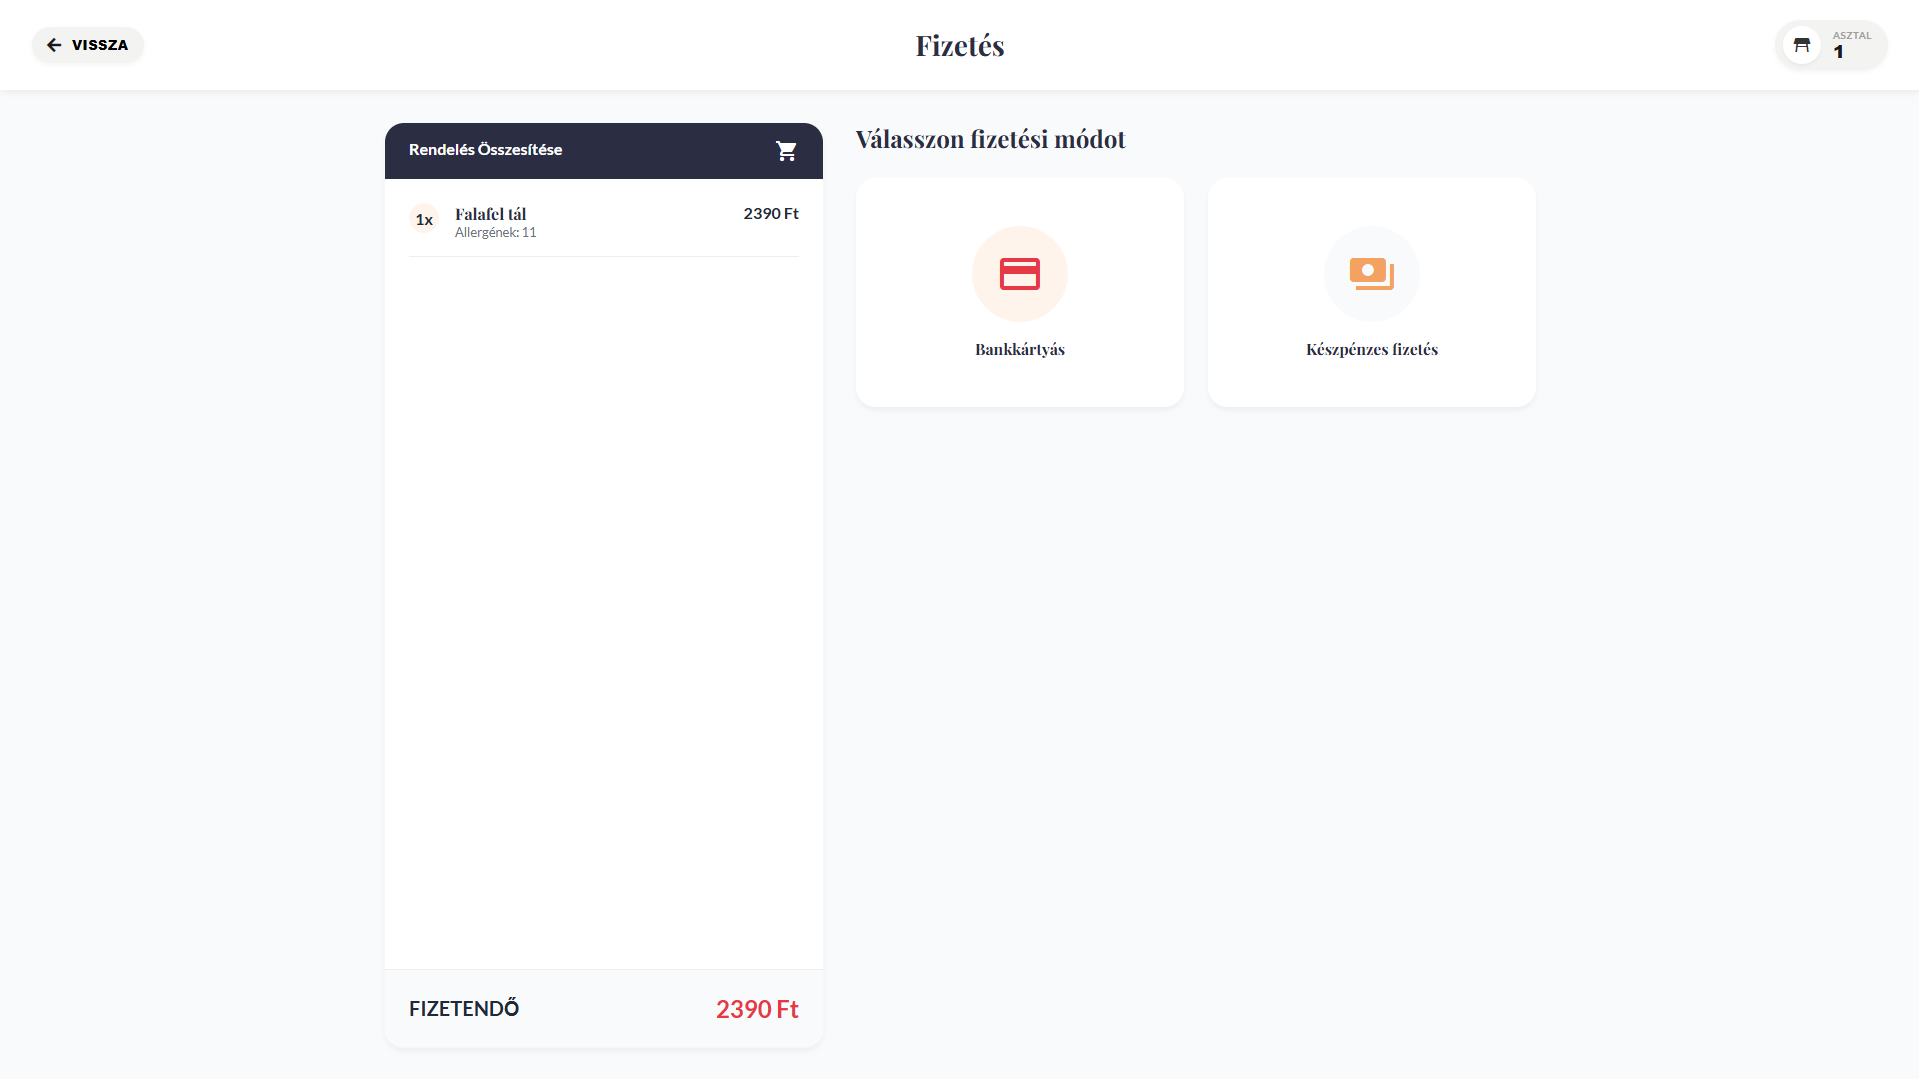 VISSZA
Fizetés
ASZTAL
1
Rendelés Összesítése
1x
Falafel tál
2390 Ft
Allergének: 11
FIZETENDŐ
2390 Ft
Válasszon fizetési módot
Bankkártyás
Készpénzes fizetés